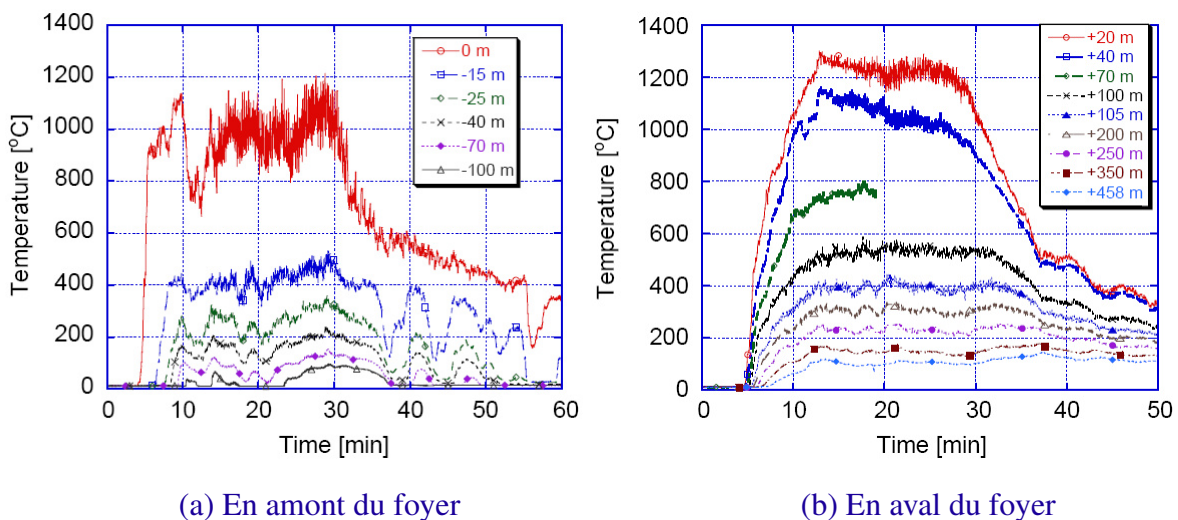 1400
1200
1000
800
600
400
200
0
Temperature [°C]
0 m
-15 m
-25 m
-40 m
-70 m
-100 m
0 10 20 30 40 50 60
Time [min]
(a) En amont du foyer
1400
1200
1000
800
600
400
200
0
Temperature [°C]
+20 m
+40 m
+70 m
+100 m
+105 m
+200 m
+250 m
+350 m
+458 m
0 10 20 30 40 50
Time [min]
(b) En aval du foyer